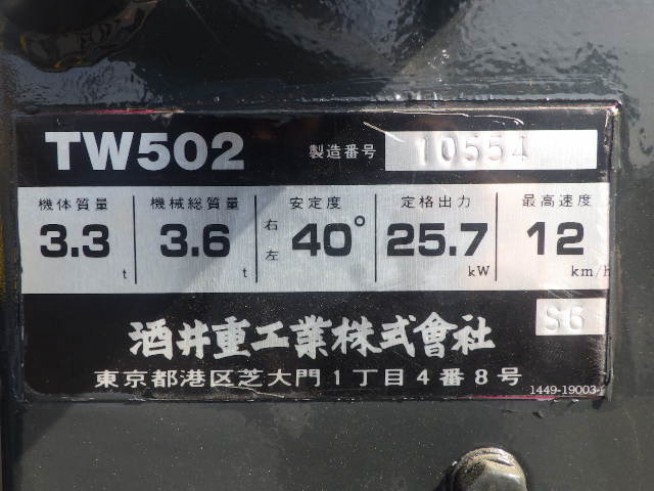 TW502 製造番号 10554
機体質量 機械総質量 安定度 定格出力 最高速度
3.3 t 3.6 t 右 左 40° 25.7 kW 12 km/h
S6
酒井重工業株式會社
東京都港区芝大門1丁目4番8号
1449-19003-